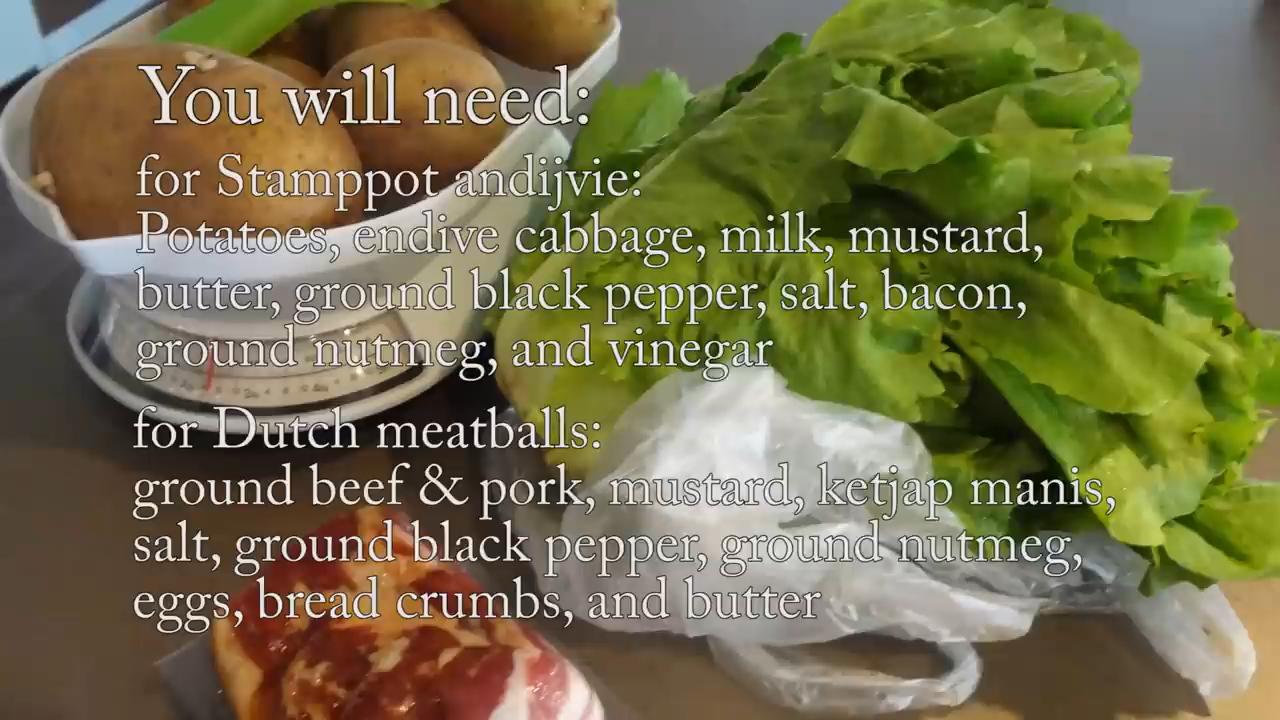 You will need:
for Stamppot andijvie:
Potatoes, endive cabbage, milk, mustard,
butter, ground black pepper, salt, bacon,
ground nutmeg, and vinegar
for Dutch meatballs:
ground beef & pork, mustard, ketjap manis,
salt, ground black pepper, ground nutmeg,
eggs, bread crumbs, and butter